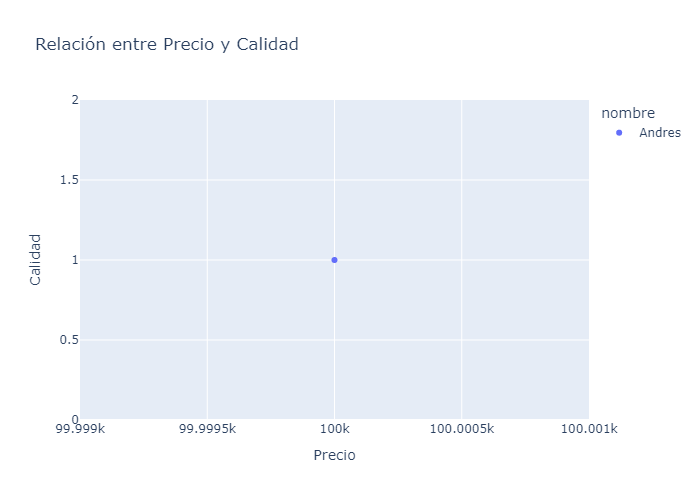 Relación entre Precio y Calidad
nombre
Andres
Calidad
2
1.5
1
0.5
0
99.999k
99.9995k
100k
100.0005k
100.001k
Precio